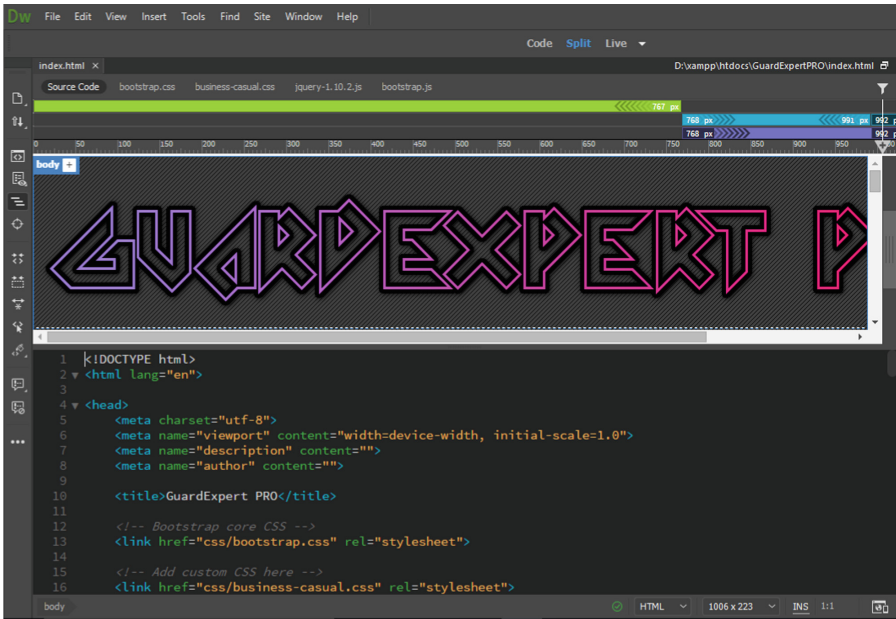 Dw File Edit View Insert Tools Find Site Window Help
Code Split Live
index.html × D:\xampp\htdocs\GuardExpertPRO\index.html
Source Code bootstrap.css business-casual.css jquery-1.10.2.js bootstrap.js
767 px
768 px 991 px 992 p
768 px 992 p
0 50 100 150 200 250 300 350 400 450 500 550 600 650 700 750 800 850 900 950
body +
GUARDEXPERT P
1 <!DOCTYPE html>
2 <html lang="en">
3
4 <head>
5 <meta charset="utf-8">
6 <meta name="viewport" content="width=device-width, initial-scale=1.0">
7 <meta name="description" content="">
8 <meta name="author" content="">
9
10 <title>GuardExpert PRO</title>
11
12 <!-- Bootstrap core CSS -->
13 <link href="css/bootstrap.css" rel="stylesheet">
14
15 <!-- Add custom CSS here -->
16 <link href="css/business-casual.css" rel="stylesheet">
body HTML 1006 x 223 INS 1:1